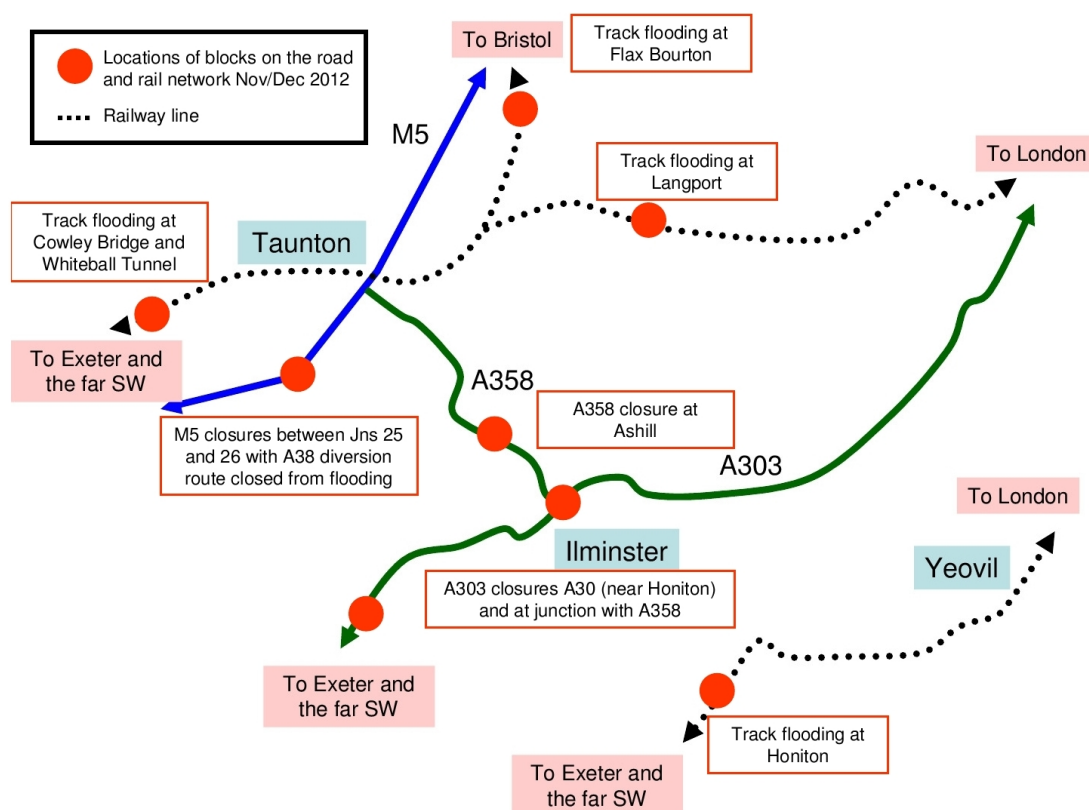 Locations of blocks on the road
and rail network Nov/Dec 2012
Railway line
To Bristol
Track flooding at
Flax Bourton
M5
To London
Track flooding at
Langport
Track flooding at
Cowley Bridge and
Whiteball Tunnel
Taunton
To Exeter and
the far SW
A358
A358 closure at
Ashill
A303
M5 closures between Jns 25
and 26 with A38 diversion
route closed from flooding
To London
Ilminster
Yeovil
A303 closures A30 (near Honiton)
and at junction with A358
To Exeter and
the far SW
Track flooding at
Honiton
To Exeter and
the far SW